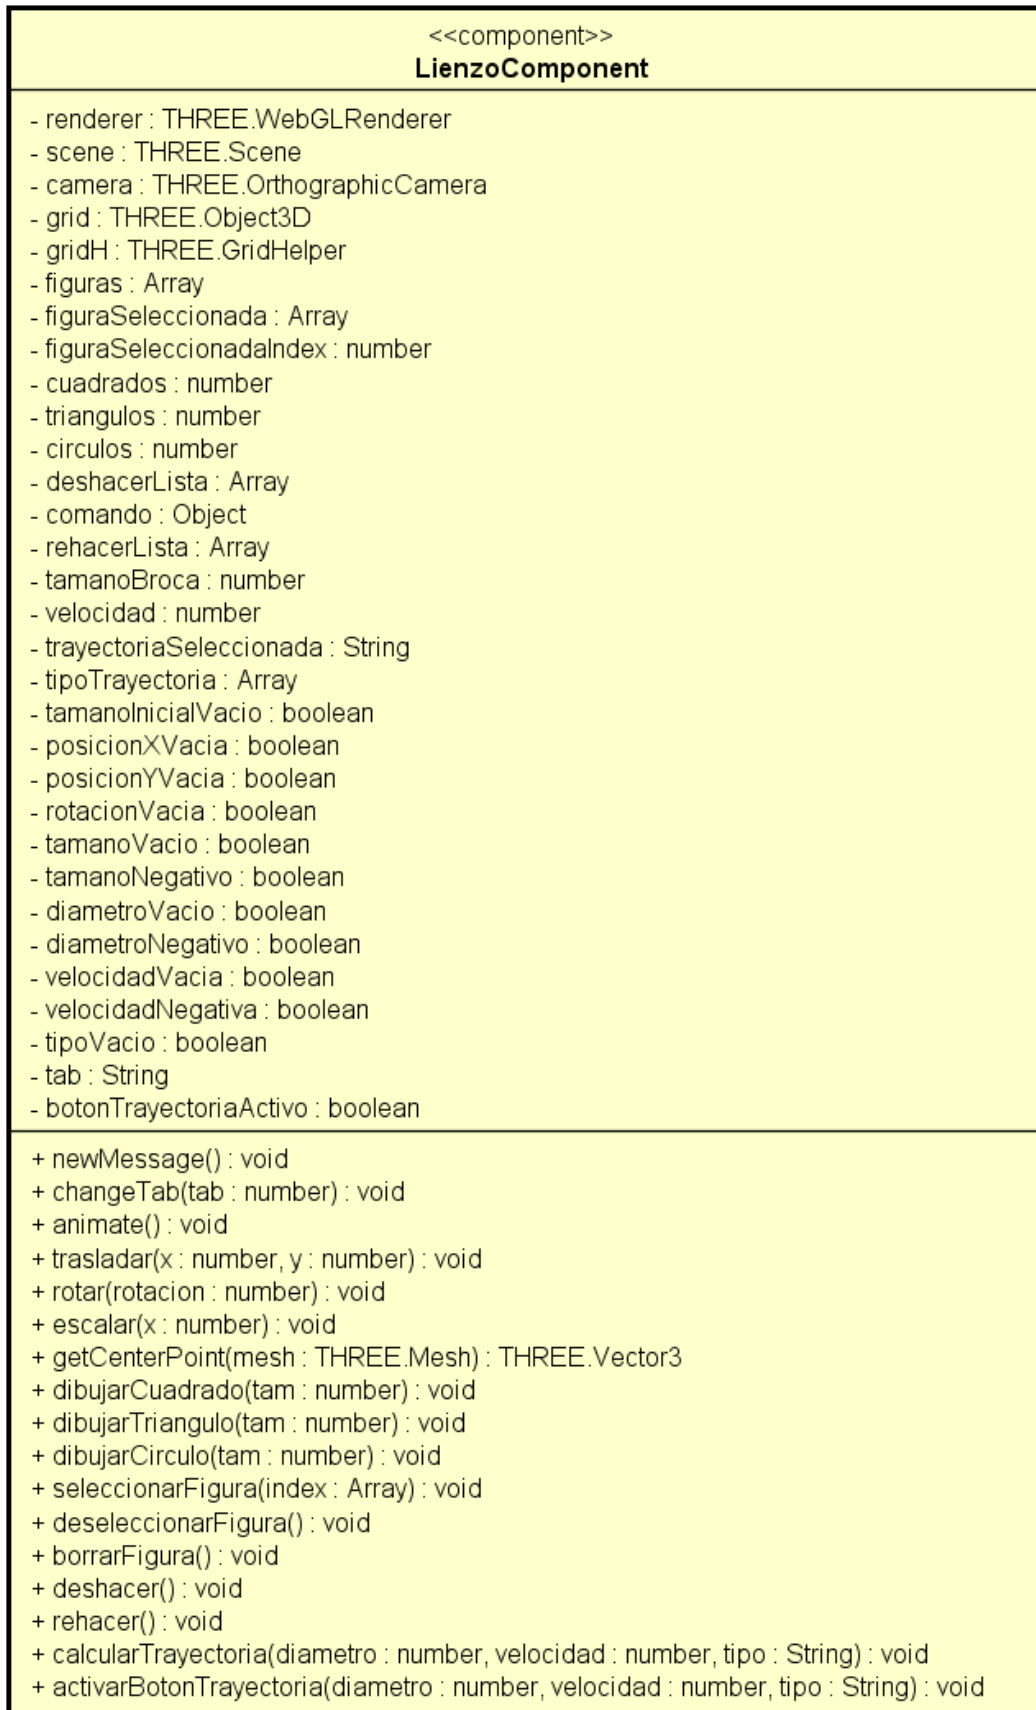 <<component>>
LienzoComponent
- renderer : THREE.WebGLRenderer
- scene : THREE.Scene
- camera : THREE.OrthographicCamera
- grid : THREE.Object3D
- gridH : THREE.GridHelper
- figuras : Array
- figuraSeleccionada : Array
- figuraSeleccionadaIndex : number
- cuadrados : number
- triangulos : number
- circulos : number
- deshacerLista : Array
- comando : Object
- rehacerLista : Array
- tamanoBroca : number
- velocidad : number
- trayectoriaSeleccionada : String
- tipoTrayectoria : Array
- tamanoInicialVacio : boolean
- posicionXVacia : boolean
- posicionYVacia : boolean
- rotacionVacia : boolean
- tamanoVacio : boolean
- tamanoNegativo : boolean
- diametroVacio : boolean
- diametroNegativo : boolean
- velocidadVacia : boolean
- velocidadNegativa : boolean
- tipoVacio : boolean
- tab : String
- botonTrayectoriaActivo : boolean
+ newMessage() : void
+ changeTab(tab : number) : void
+ animate() : void
+ trasladar(x : number, y : number) : void
+ rotar(rotacion : number) : void
+ escalar(x : number) : void
+ getCenterPoint(mesh : THREE.Mesh) : THREE.Vector3
+ dibujarCuadrado(tam : number) : void
+ dibujarTriangulo(tam : number) : void
+ dibujarCirculo(tam : number) : void
+ seleccionarFigura(index : Array) : void
+ deseleccionarFigura() : void
+ borrarFigura() : void
+ deshacer() : void
+ rehacer() : void
+ calcularTrayectoria(diametro : number, velocidad : number, tipo : String) : void
+ activarBotonTrayectoria(diametro : number, velocidad : number, tipo : String) : void